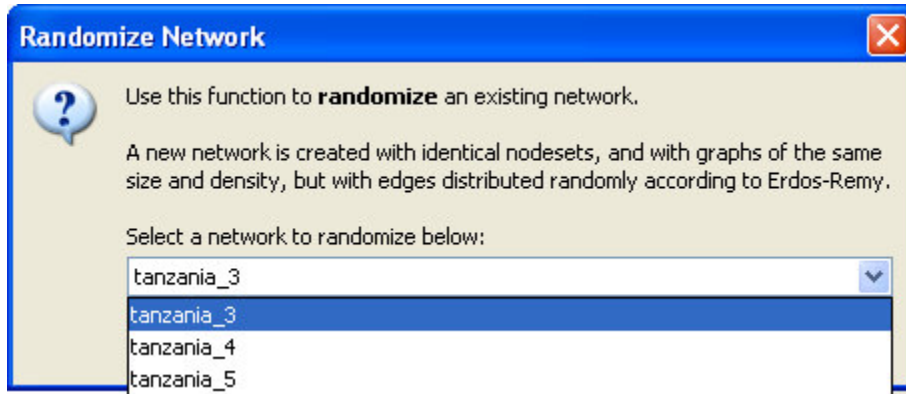 Randomize Network
Use this function to randomize an existing network.
A new network is created with identical nodesets, and with graphs of the same
size and density, but with edges distributed randomly according to Erdos-Remy.
Select a network to randomize below:
tanzania_3
tanzania_3
tanzania_4
tanzania_5